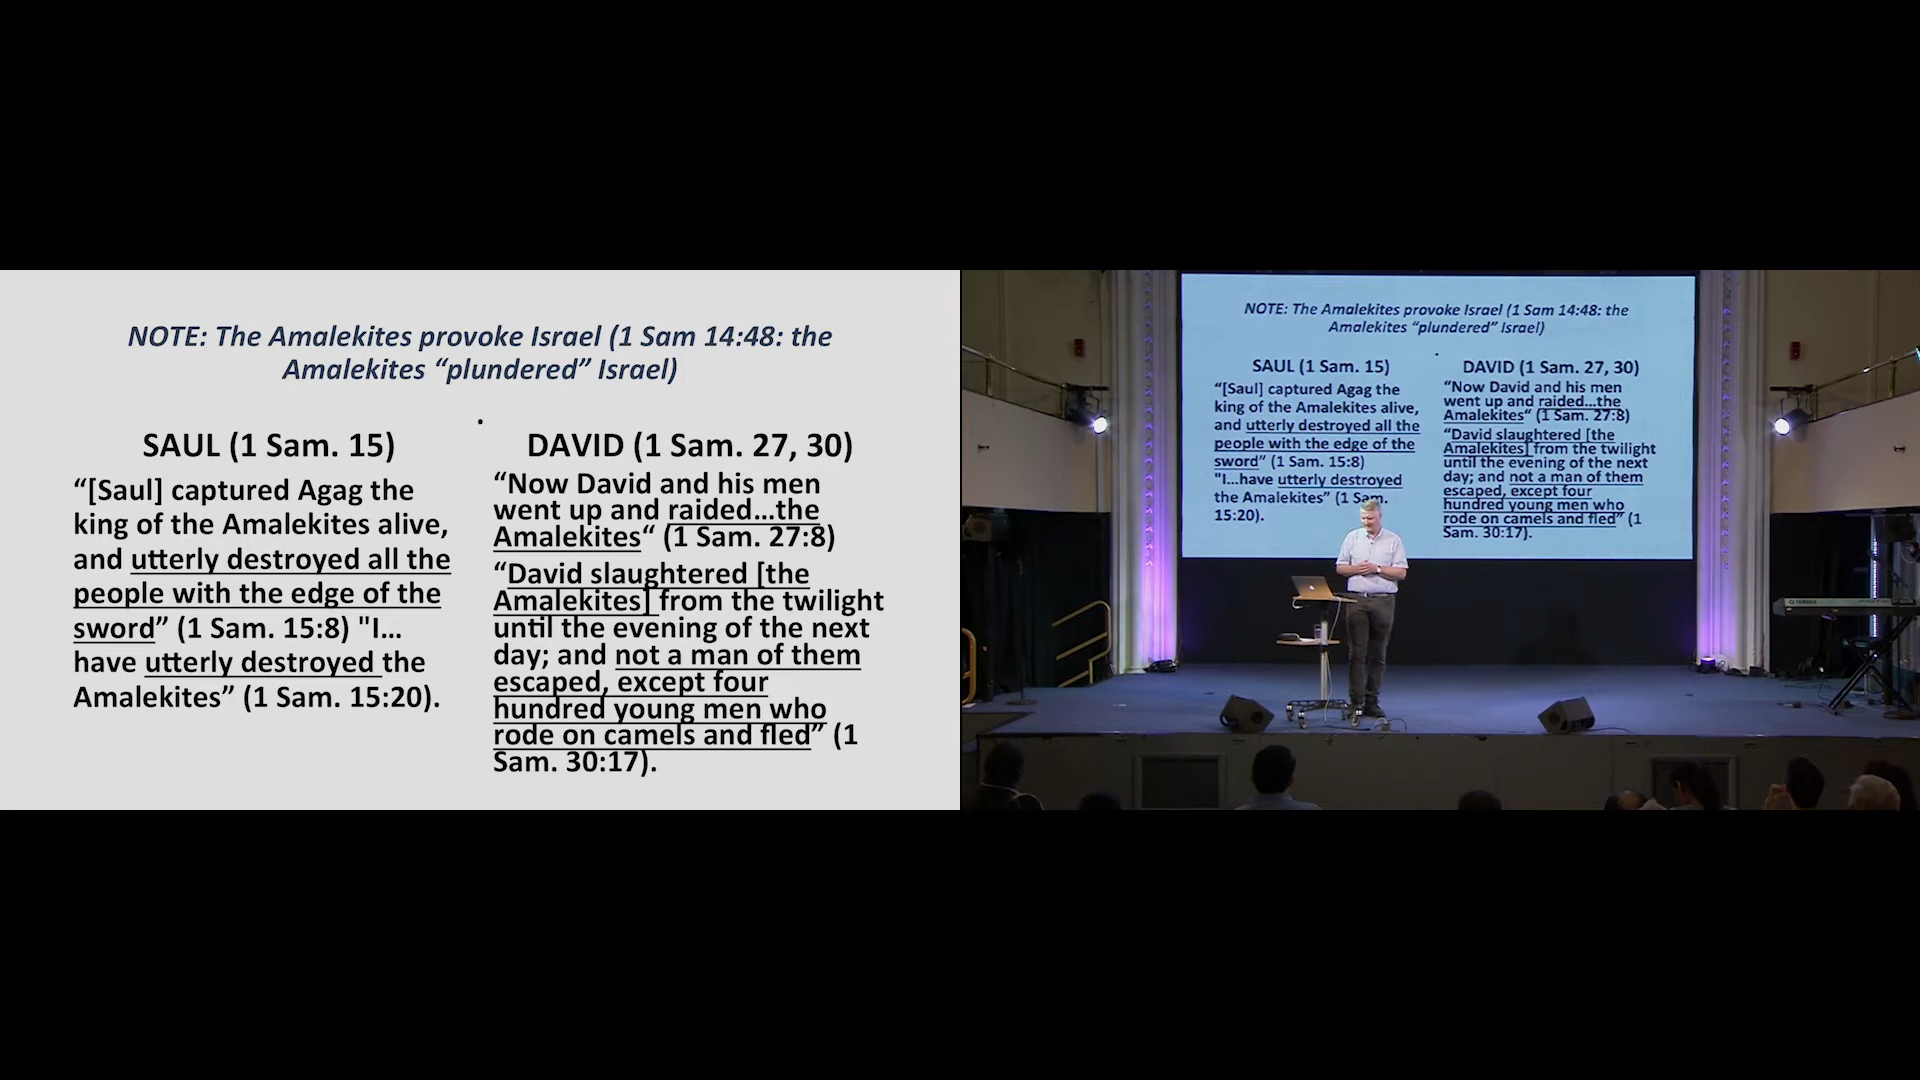 NOTE: The Amalekites provoke Israel (1 Sam 14:48: the
Amalekites “plundered” Israel)
.
SAUL (1 Sam. 15)
“[Saul] captured Agag the
king of the Amalekites alive,
and utterly destroyed all the
people with the edge of the
sword” (1 Sam. 15:8) "I…
have utterly destroyed the
Amalekites” (1 Sam. 15:20).
DAVID (1 Sam. 27, 30)
“Now David and his men
went up and raided…the
Amalekites“ (1 Sam. 27:8)
“David slaughtered [the
Amalekites] from the twilight
until the evening of the next
day; and not a man of them
escaped, except four
hundred young men who
rode on camels and fled” (1
Sam. 30:17).
NOTE: The Amalekites provoke Israel (1 Sam 14:48: the
Amalekites “plundered” Israel)
.
SAUL (1 Sam. 15)
“[Saul] captured Agag the
king of the Amalekites alive,
and utterly destroyed all the
people with the edge of the
sword” (1 Sam. 15:8)
"I…have utterly destroyed
the Amalekites” (1 Sam.
15:20).
DAVID (1 Sam. 27, 30)
“Now David and his men
went up and raided…the
Amalekites“ (1 Sam. 27:8)
“David slaughtered [the
Amalekites] from the twilight
until the evening of the next
day; and not a man of them
escaped, except four
hundred young men who
rode on camels and fled” (1
Sam. 30:17).
YAMAHA